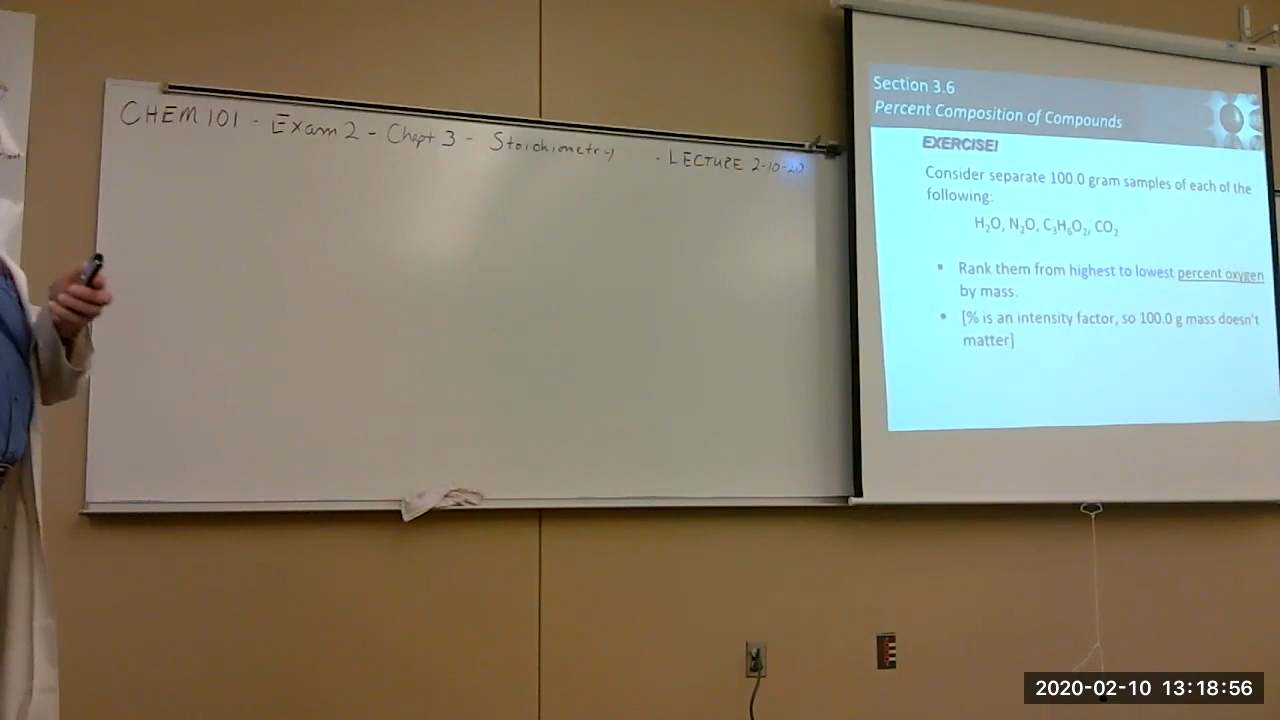 CHEM 101 - Exam 2 - Chapt 3 - Stoichiometry - LECTURE 2-10-20
Section 3.6
Percent Composition of Compounds
EXERCISE!
Consider separate 100.0 gram samples of each of the
following:
H₂O, N₂O, C₃H₆O₂, CO₂
▪ Rank them from highest to lowest percent oxygen
by mass.
• [% is an intensity factor, so 100.0 g mass doesn't
matter]
2020-02-10 13:18:56